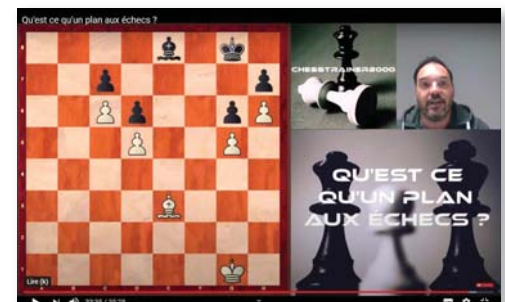 Qu'est ce qu'un plan aux échecs ?
CHESSTRAINER2000
QU'EST CE
QU'UN PLAN
AUX ÉCHECS ?
Lire (k)